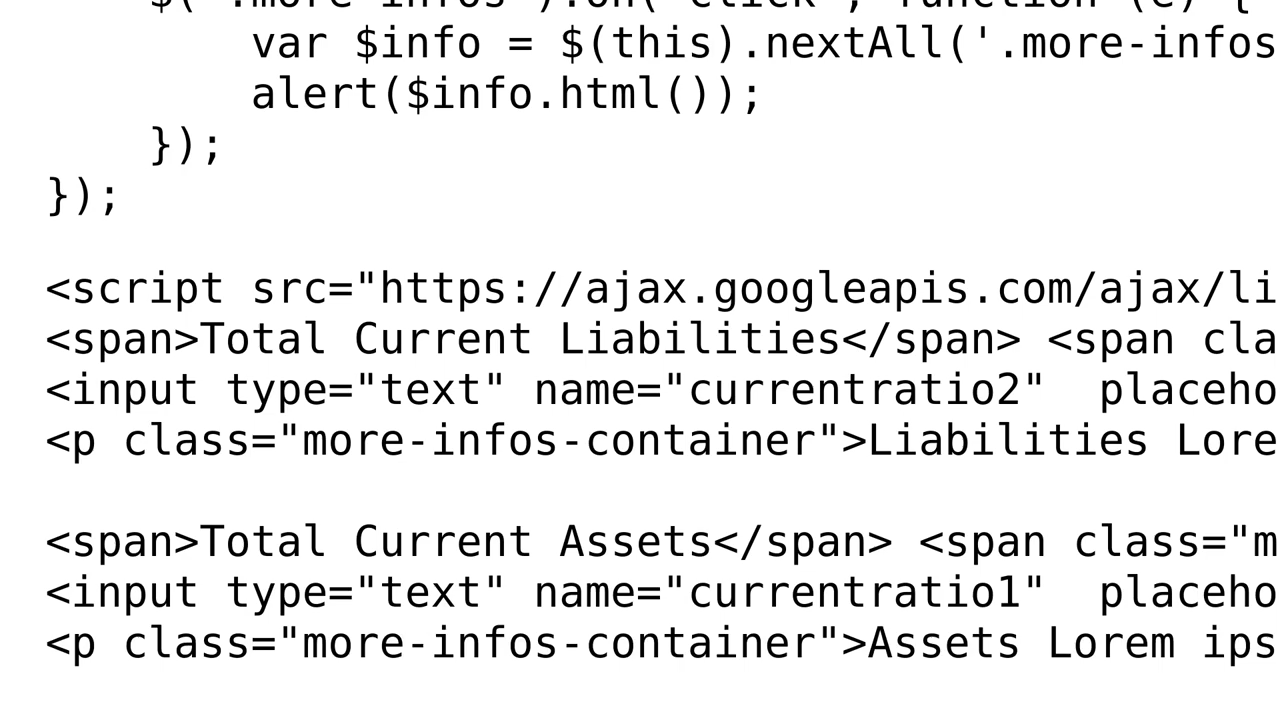 $('.more-infos').on('click', function (e) {
var $info = $(this).nextAll('.more-infos
alert($info.html());
});
});
<script src="https://ajax.googleapis.com/ajax/li
<span>Total Current Liabilities</span> <span cla
<input type="text" name="currentratio2"  placeho
<p class="more-infos-container">Liabilities Lore
<span>Total Current Assets</span> <span class="m
<input type="text" name="currentratio1"  placeho
<p class="more-infos-container">Assets Lorem ips